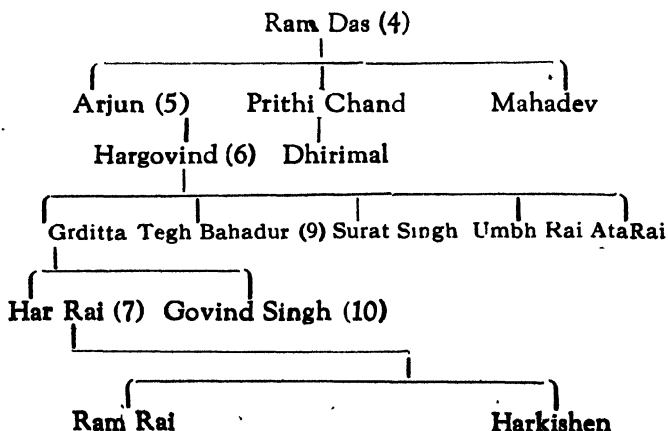 Ram Das (4)
Arjun (5) Prithi Chand Mahadev
Hargovind (6) Dhirimal
Grditta Tegh Bahadur (9) Surat Singh Umbh Rai AtaRai
Har Rai (7) Govind Singh (10)
Ram Rai Harkishen